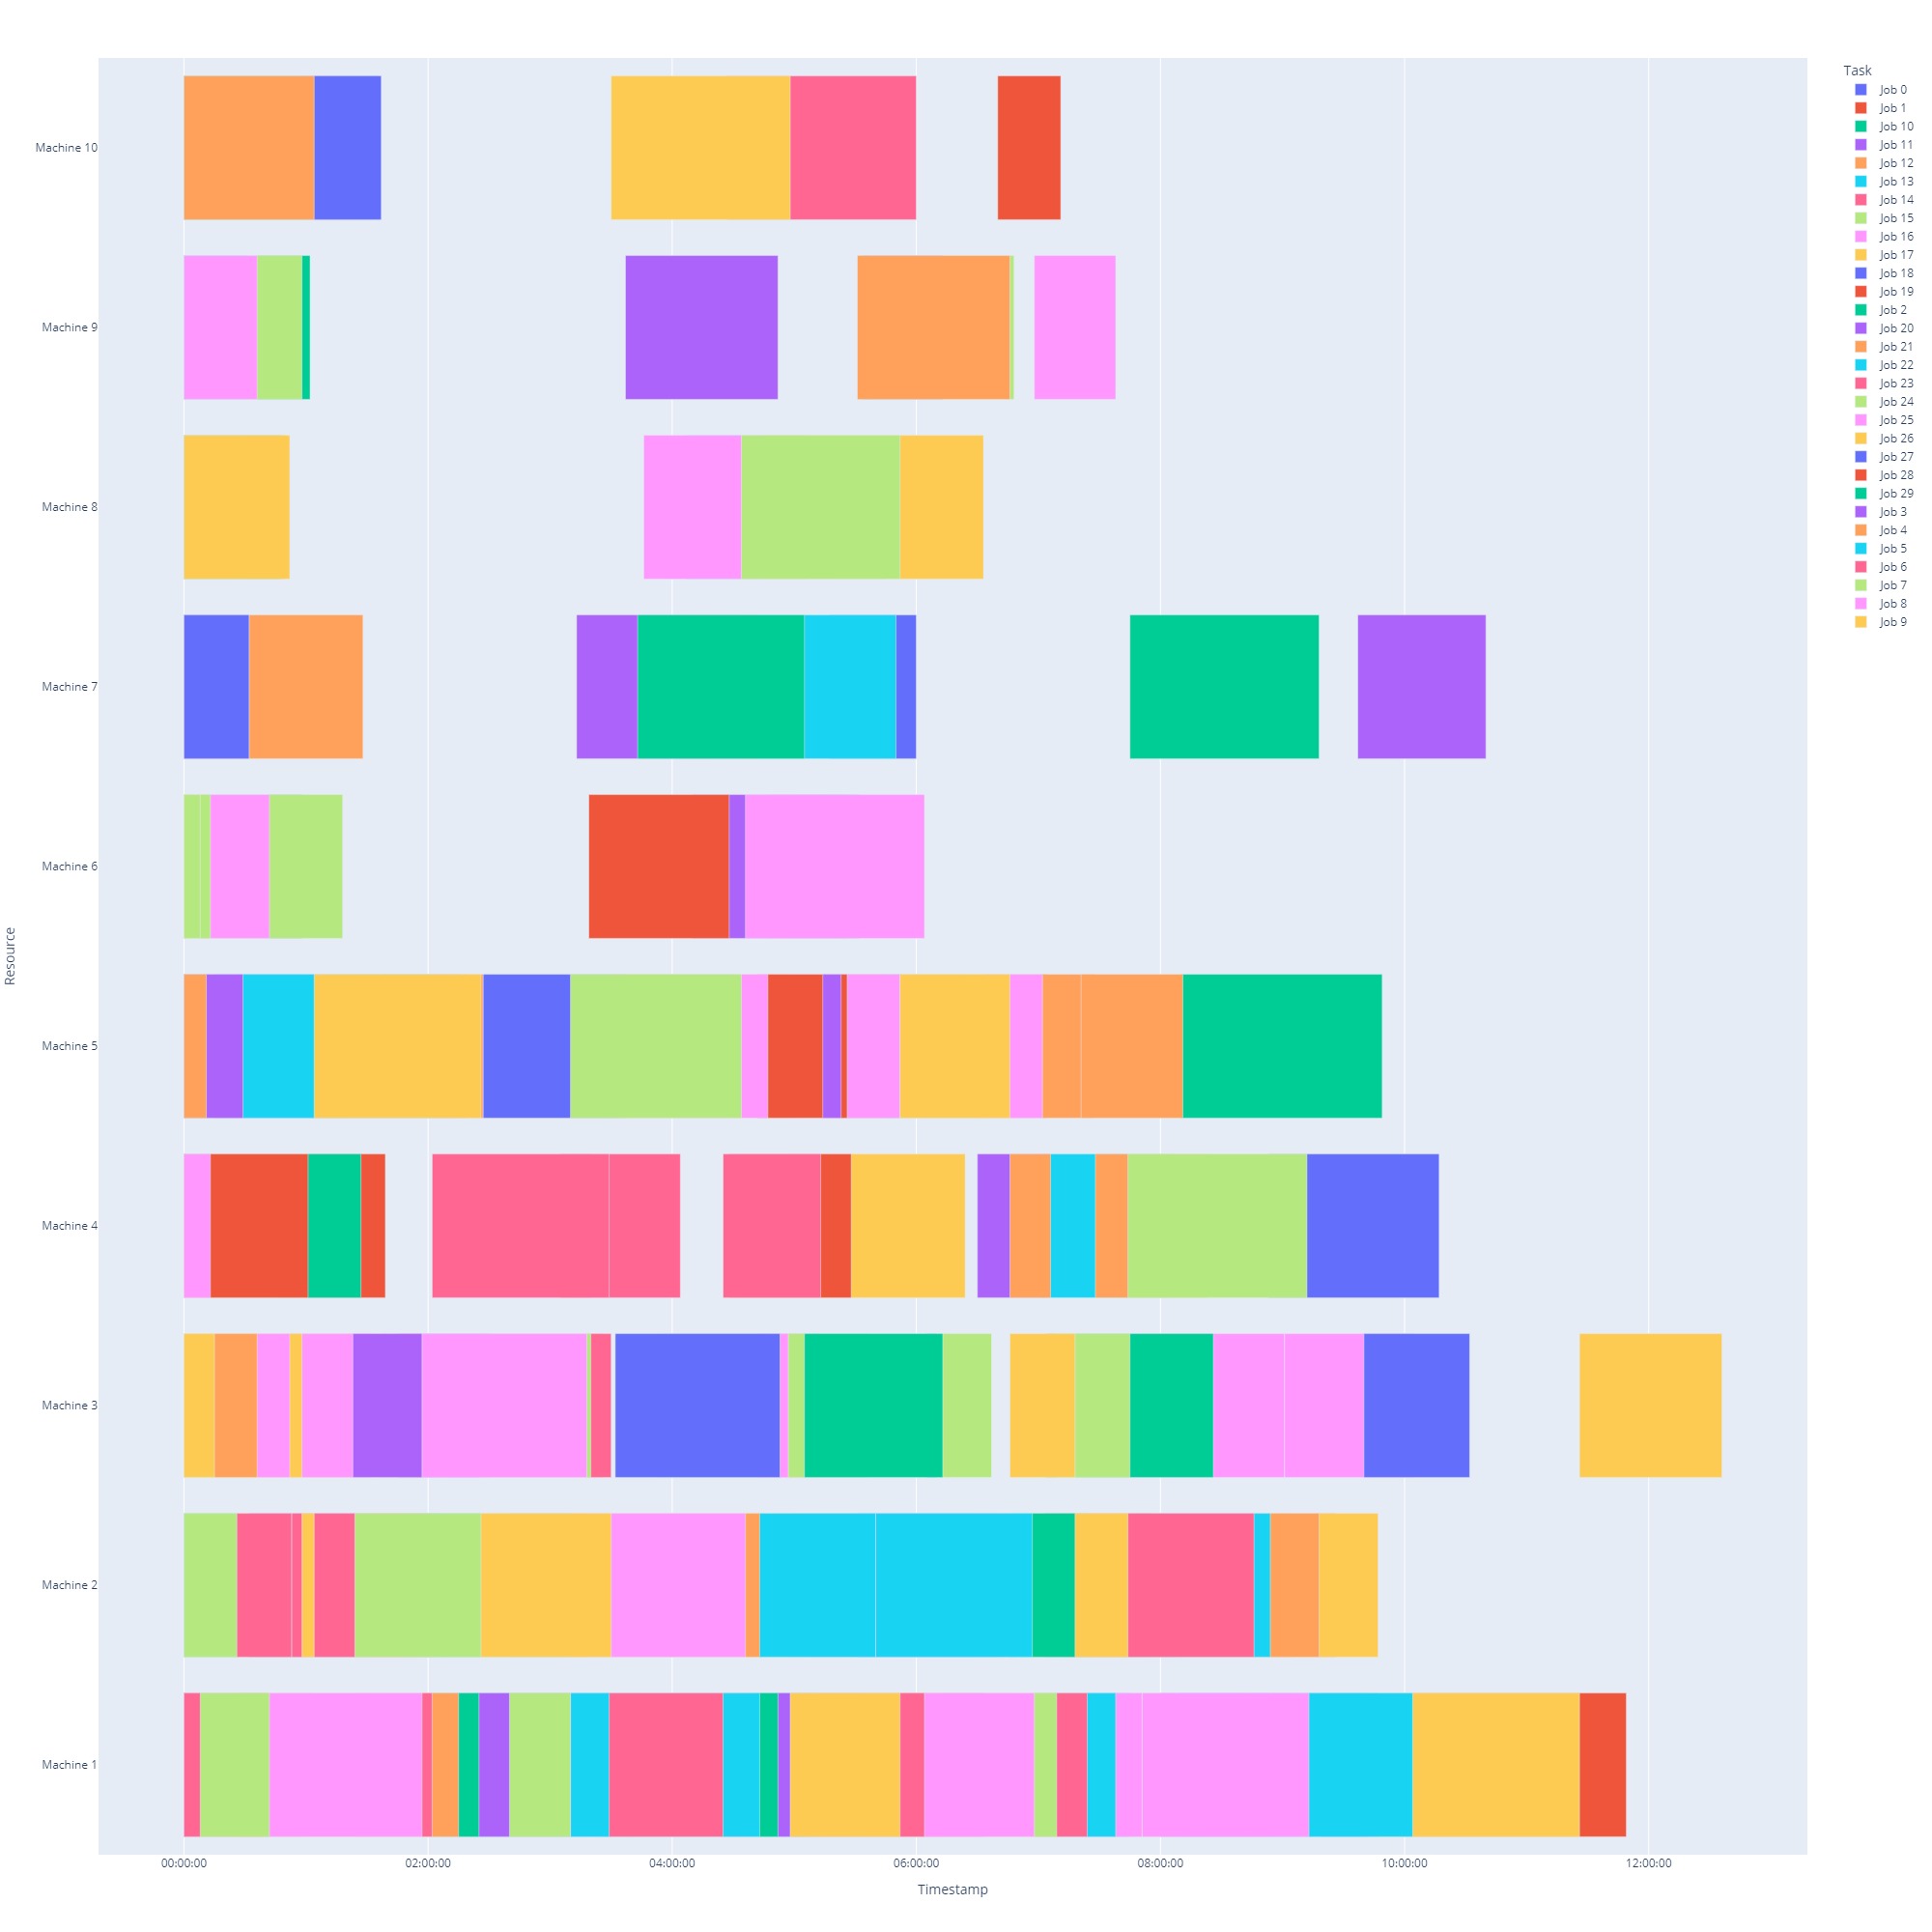 Task
Job 0
Job 1
Job 10
Job 11
Job 12
Job 13
Job 14
Job 15
Job 16
Job 17
Job 18
Job 19
Job 2
Job 20
Job 21
Job 22
Job 23
Job 24
Job 25
Job 26
Job 27
Job 28
Job 29
Job 3
Job 4
Job 5
Job 6
Job 7
Job 8
Job 9
Machine 10
Machine 9
Machine 8
Machine 7
Machine 6
Machine 5
Machine 4
Machine 3
Machine 2
Machine 1
Resource
00:00:00
02:00:00
04:00:00
06:00:00
08:00:00
10:00:00
12:00:00
Timestamp